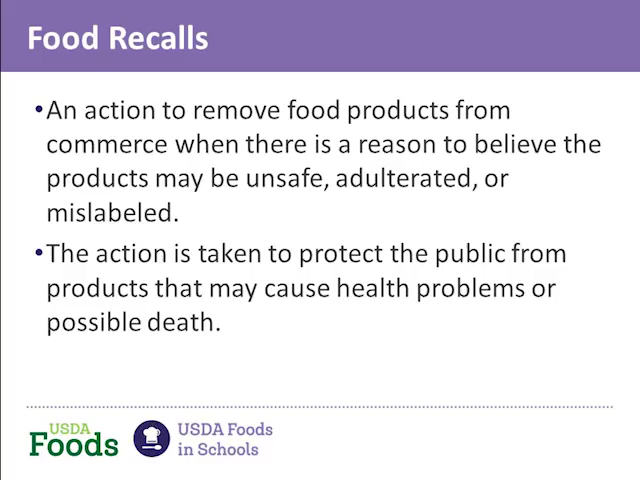 Food Recalls
•An action to remove food products from
commerce when there is a reason to believe the
products may be unsafe, adulterated, or
mislabeled.
•The action is taken to protect the public from
products that may cause health problems or
possible death.
USDA
Foods
USDA Foods
in Schools